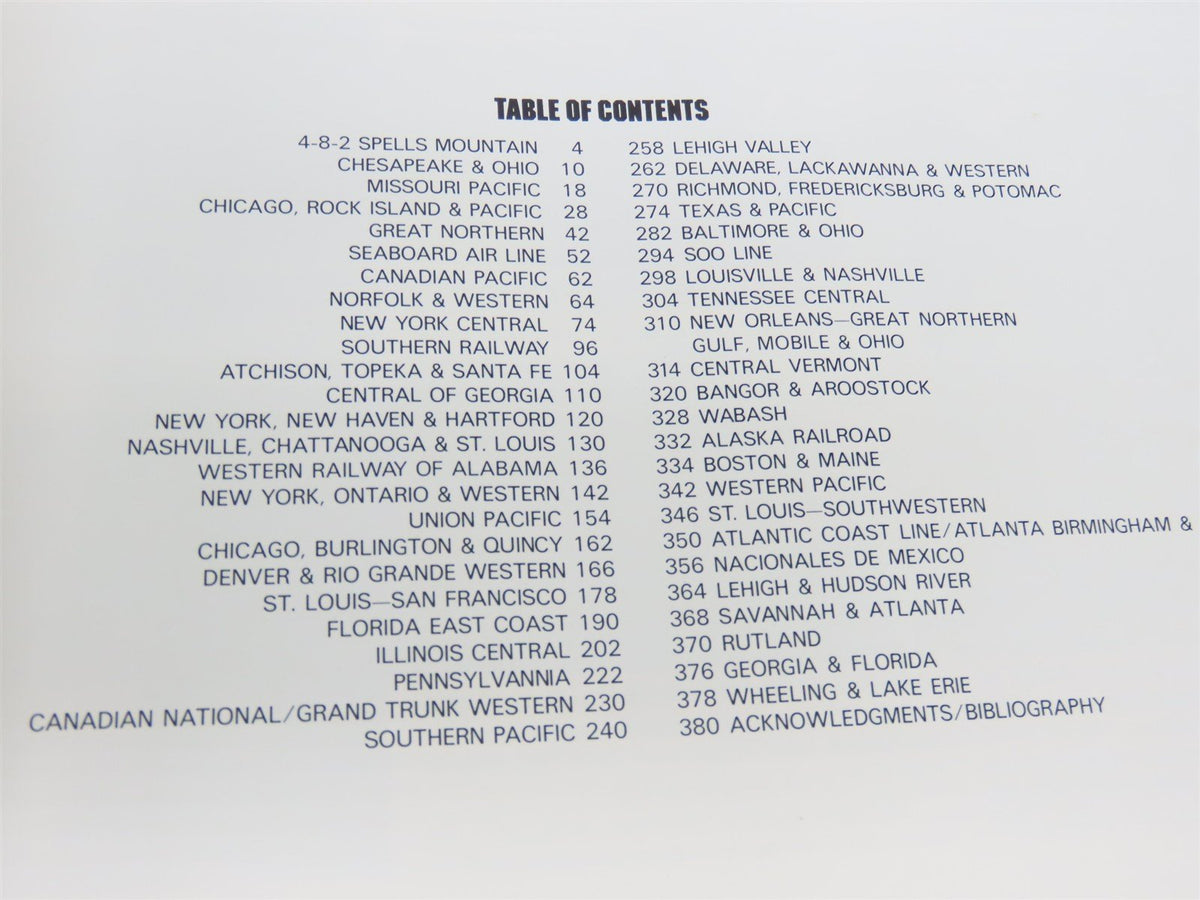 TABLE OF CONTENTS
4-8-2 SPELLS MOUNTAIN 4
CHESAPEAKE & OHIO 10
MISSOURI PACIFIC 18
CHICAGO, ROCK ISLAND & PACIFIC 28
GREAT NORTHERN 42
SEABOARD AIR LINE 52
CANADIAN PACIFIC 62
NORFOLK & WESTERN 64
NEW YORK CENTRAL 74
SOUTHERN RAILWAY 96
ATCHISON, TOPEKA & SANTA FE 104
CENTRAL OF GEORGIA 110
NEW YORK, NEW HAVEN & HARTFORD 120
NASHVILLE, CHATTANOOGA & ST. LOUIS 130
WESTERN RAILWAY OF ALABAMA 136
NEW YORK, ONTARIO & WESTERN 142
UNION PACIFIC 154
CHICAGO, BURLINGTON & QUINCY 162
DENVER & RIO GRANDE WESTERN 166
ST. LOUIS—SAN FRANCISCO 178
FLORIDA EAST COAST 190
ILLINOIS CENTRAL 202
PENNSYLVANNIA 222
CANADIAN NATIONAL/GRAND TRUNK WESTERN 230
SOUTHERN PACIFIC 240
258 LEHIGH VALLEY
262 DELAWARE, LACKAWANNA & WESTERN
270 RICHMOND, FREDERICKSBURG & POTOMAC
274 TEXAS & PACIFIC
282 BALTIMORE & OHIO
294 SOO LINE
298 LOUISVILLE & NASHVILLE
304 TENNESSEE CENTRAL
310 NEW ORLEANS—GREAT NORTHERN
GULF, MOBILE & OHIO
314 CENTRAL VERMONT
320 BANGOR & AROOSTOCK
328 WABASH
332 ALASKA RAILROAD
334 BOSTON & MAINE
342 WESTERN PACIFIC
346 ST. LOUIS—SOUTHWESTERN
350 ATLANTIC COAST LINE/ATLANTA BIRMINGHAM &
356 NACIONALES DE MEXICO
364 LEHIGH & HUDSON RIVER
368 SAVANNAH & ATLANTA
370 RUTLAND
376 GEORGIA & FLORIDA
378 WHEELING & LAKE ERIE
380 ACKNOWLEDGMENTS/BIBLIOGRAPHY